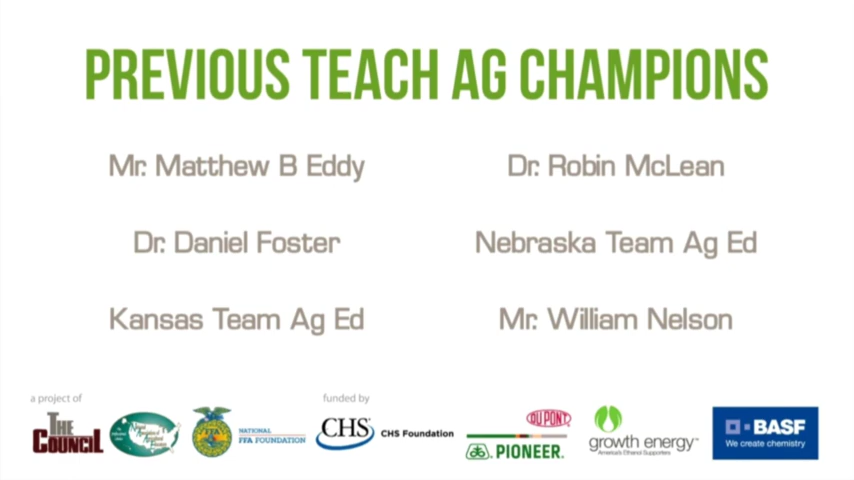 PREVIOUS TEACH AG CHAMPIONS
Mr. Matthew B Eddy
Dr. Robin McLean
Dr. Daniel Foster
Nebraska Team Ag Ed
Kansas Team Ag Ed
Mr. William Nelson
a project of
funded by
THE
COUNCIL
NATIONAL
FFA FOUNDATION
CHS
CHS Foundation
DUPONT
PIONEER.
growth energy™
America's Ethanol Supporters
BASF
We create chemistry